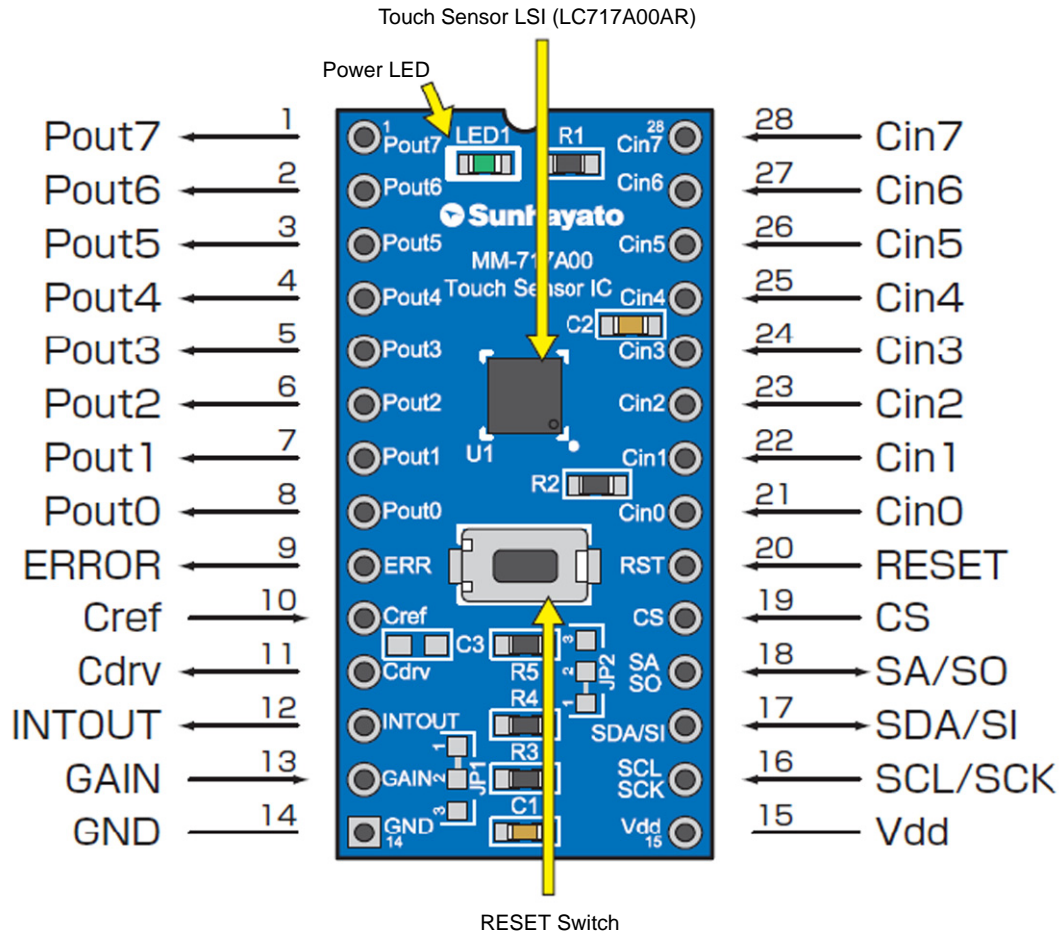 Touch Sensor LSI (LC717A00AR)
Power LED
Pout7 1
Pout6 2
Pout5 3
Pout4 4
Pout3 5
Pout2 6
Pout1 7
Pout0 8
ERROR 9
Cref 10
Cdrv 11
INTOUT 12
GAIN 13
GND 14
1 Pout7 LED1 R1 28 Cin7
Pout6 Cin6
Sunhayato
Pout5 Cin5
MM-717A00
Pout4 Touch Sensor IC Cin4
C2
Pout3 Cin3
Pout2 Cin2
Pout1 U1 Cin1
R2
Pout0 Cin0
ERR RST
Cref CS
C3 R5 3 2 1 JP2
Cdrv SA SO
R4
INTOUT SDA/SI
R3
GAIN 1 2 3 JP1 SCL SCK
C1
GND 14 Vdd 15
28 Cin7
27 Cin6
26 Cin5
25 Cin4
24 Cin3
23 Cin2
22 Cin1
21 Cin0
20 RESET
19 CS
18 SA/SO
17 SDA/SI
16 SCL/SCK
15 Vdd
RESET Switch